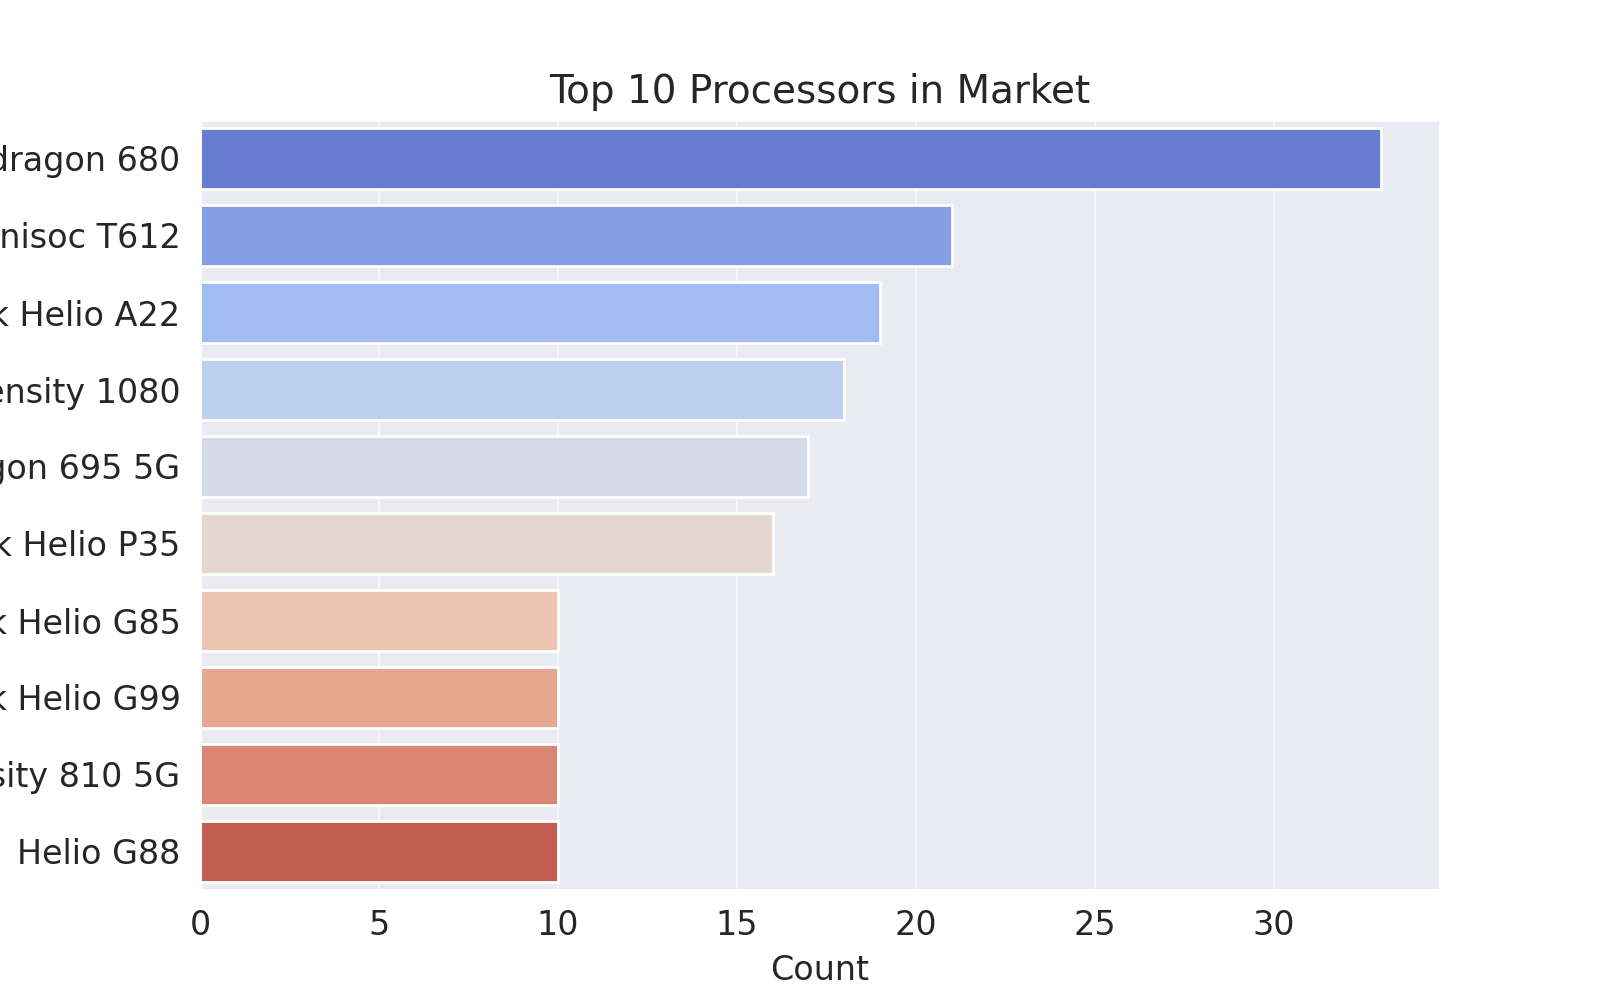 Top 10 Processors in Market
dragon 680
nisoc T612
k Helio A22
ensity 1080
gon 695 5G
k Helio P35
k Helio G85
k Helio G99
sity 810 5G
Helio G88
0 5 10 15 20 25 30
Count